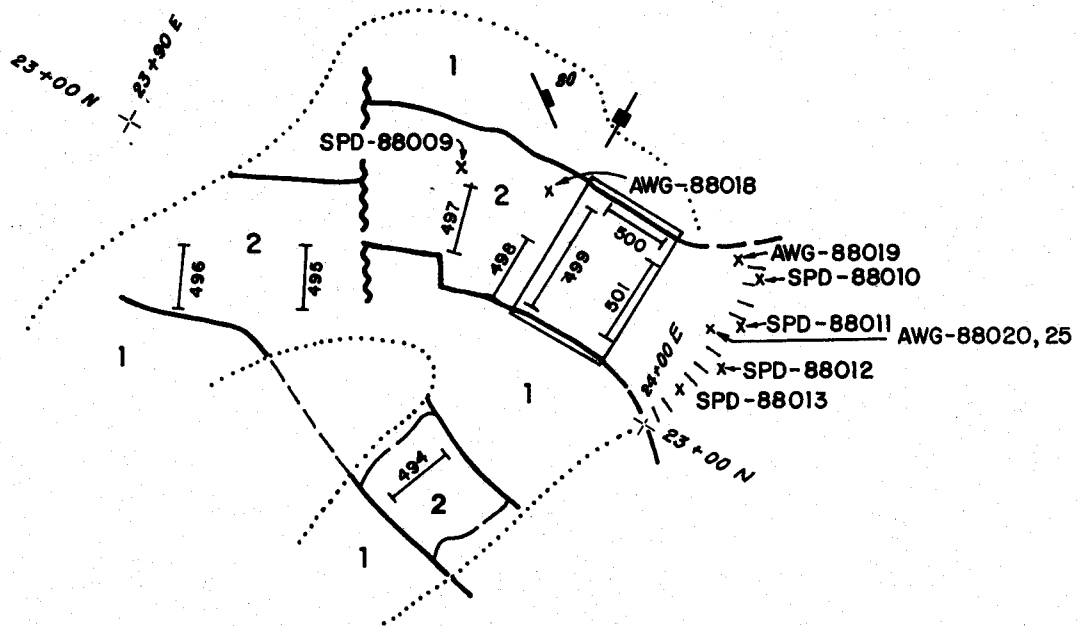 23+00 N
23+90 E
1
80
SPD-88009
AWG-88018
2
497
498
499
500
501
2
496
495
AWG-88019
SPD-88010
SPD-88011
AWG-88020, 25
SPD-88012
SPD-88013
24+00 E
23+00 N
1
1
494
2
1